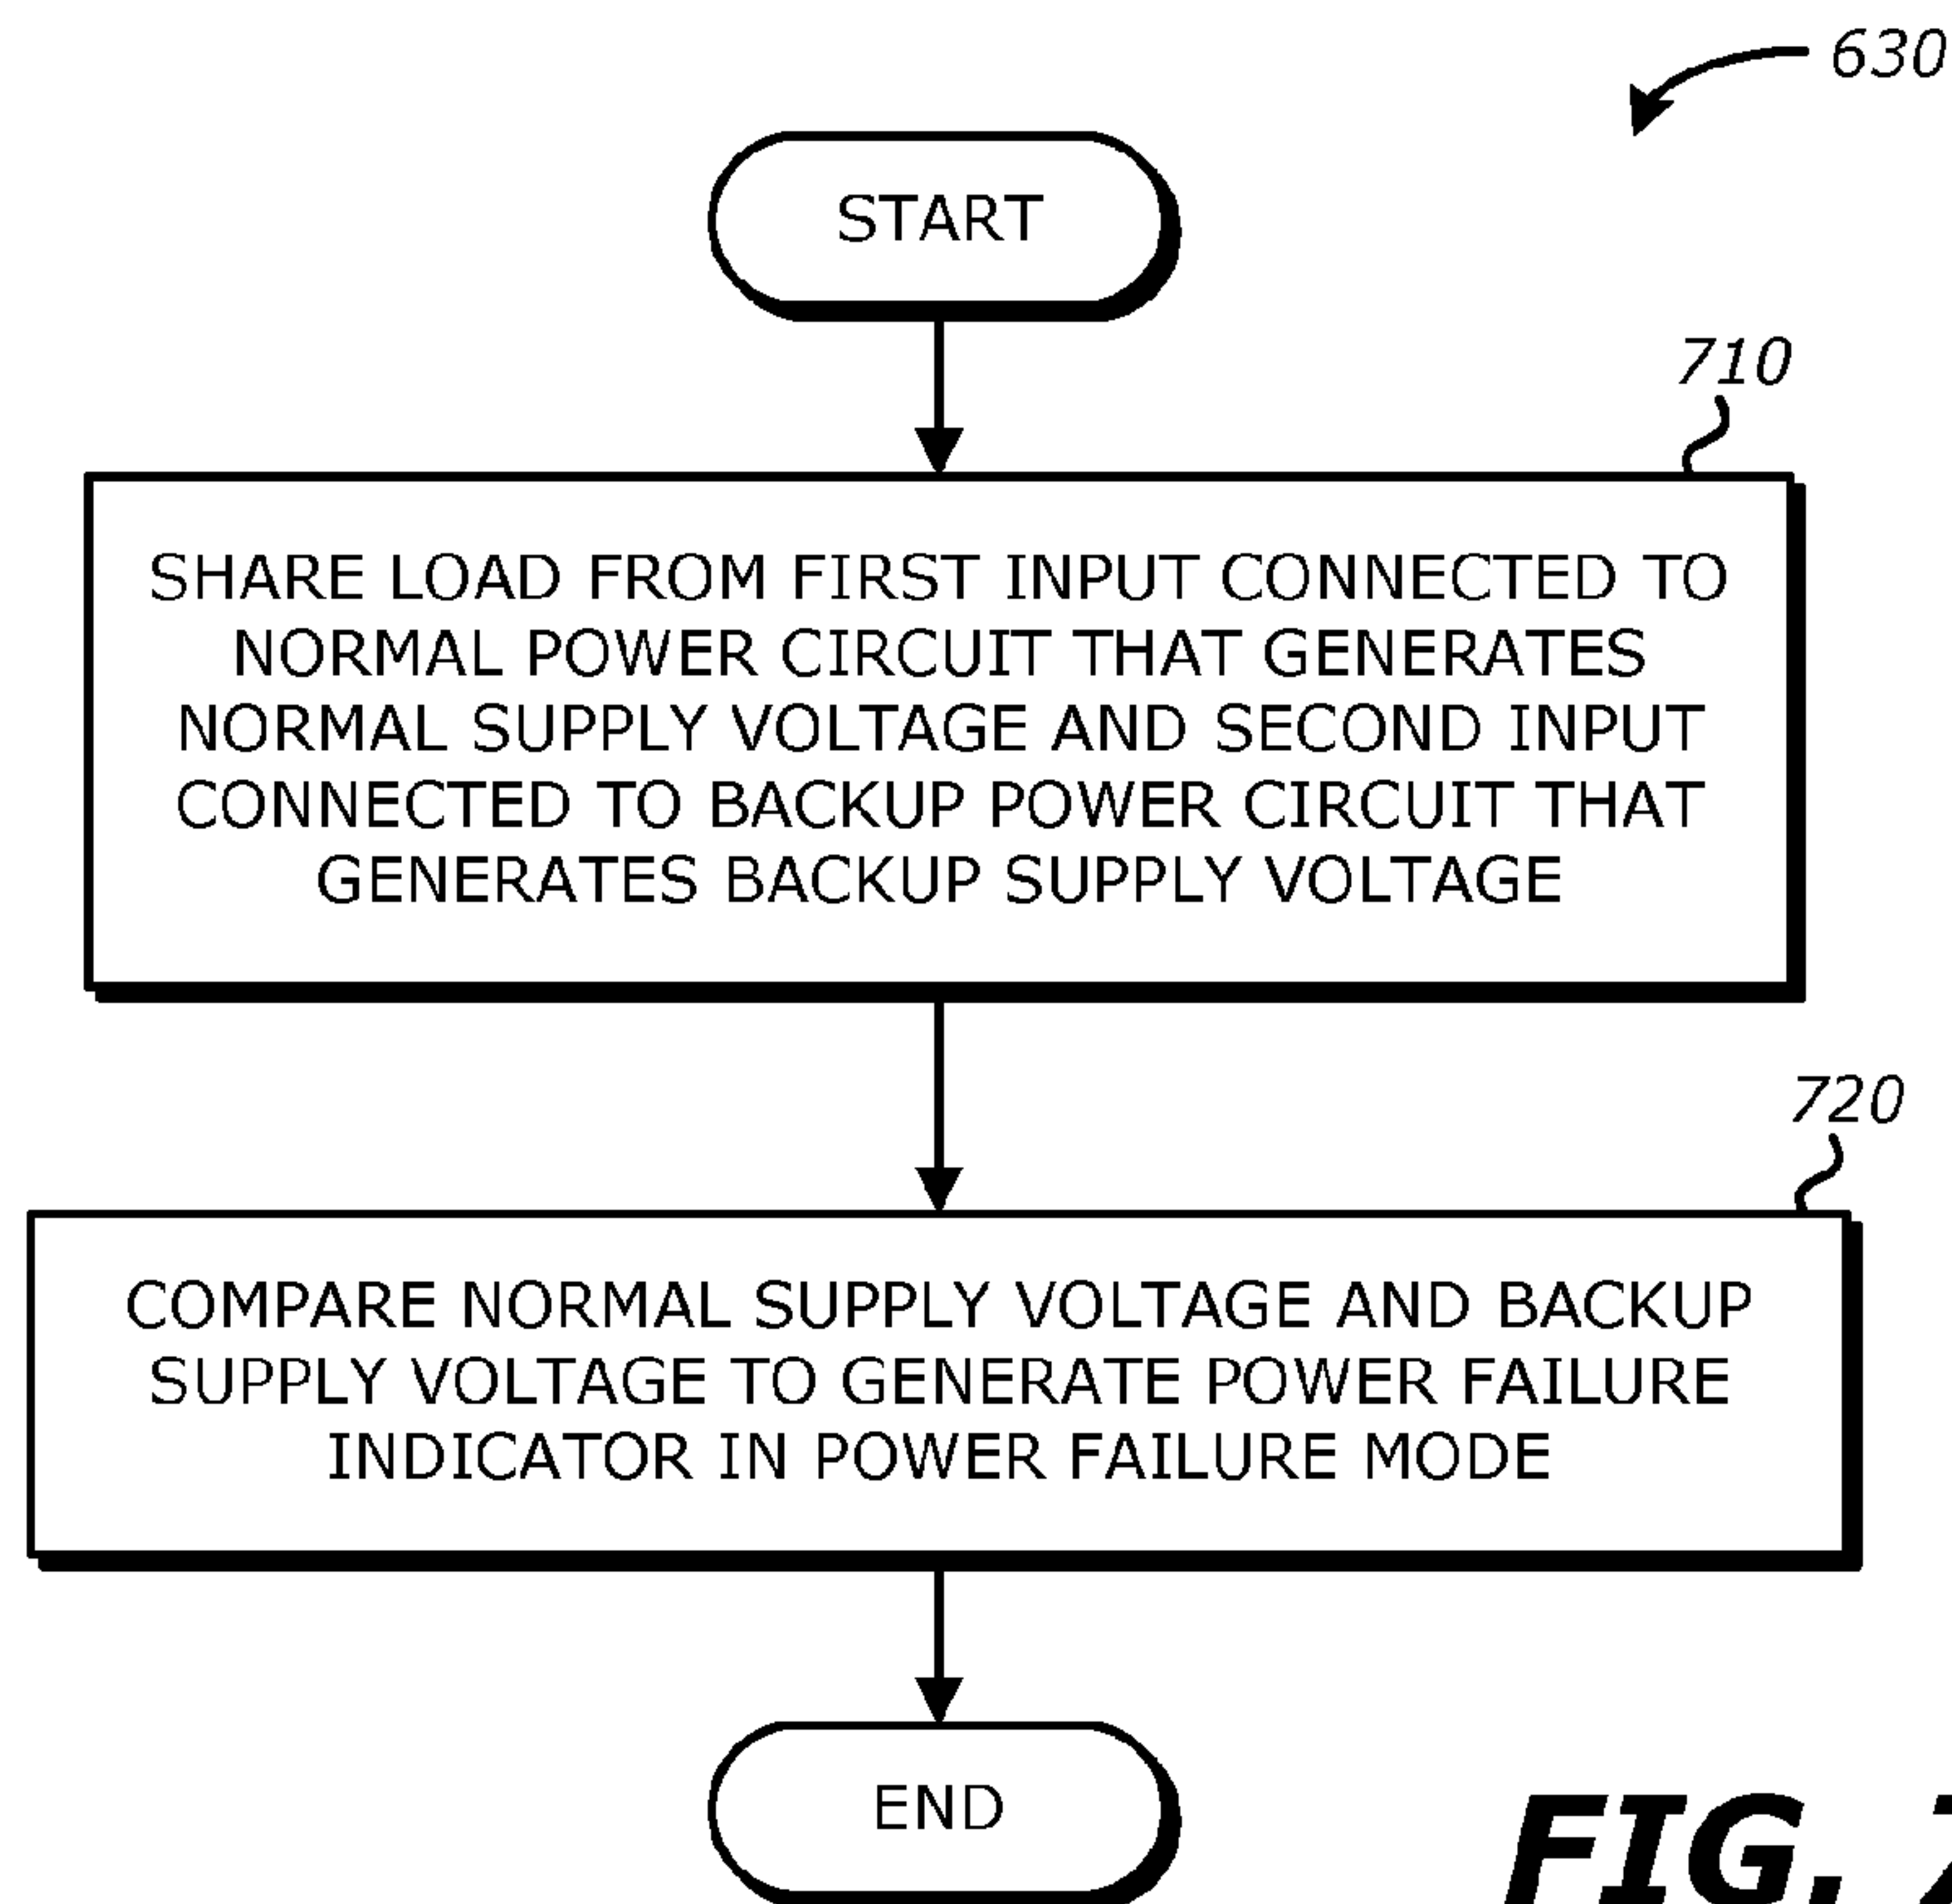 630
START
710
SHARE LOAD FROM FIRST INPUT CONNECTED TO
NORMAL POWER CIRCUIT THAT GENERATES
NORMAL SUPPLY VOLTAGE AND SECOND INPUT
CONNECTED TO BACKUP POWER CIRCUIT THAT
GENERATES BACKUP SUPPLY VOLTAGE
720
COMPARE NORMAL SUPPLY VOLTAGE AND BACKUP
SUPPLY VOLTAGE TO GENERATE POWER FAILURE
INDICATOR IN POWER FAILURE MODE
END
FIG.